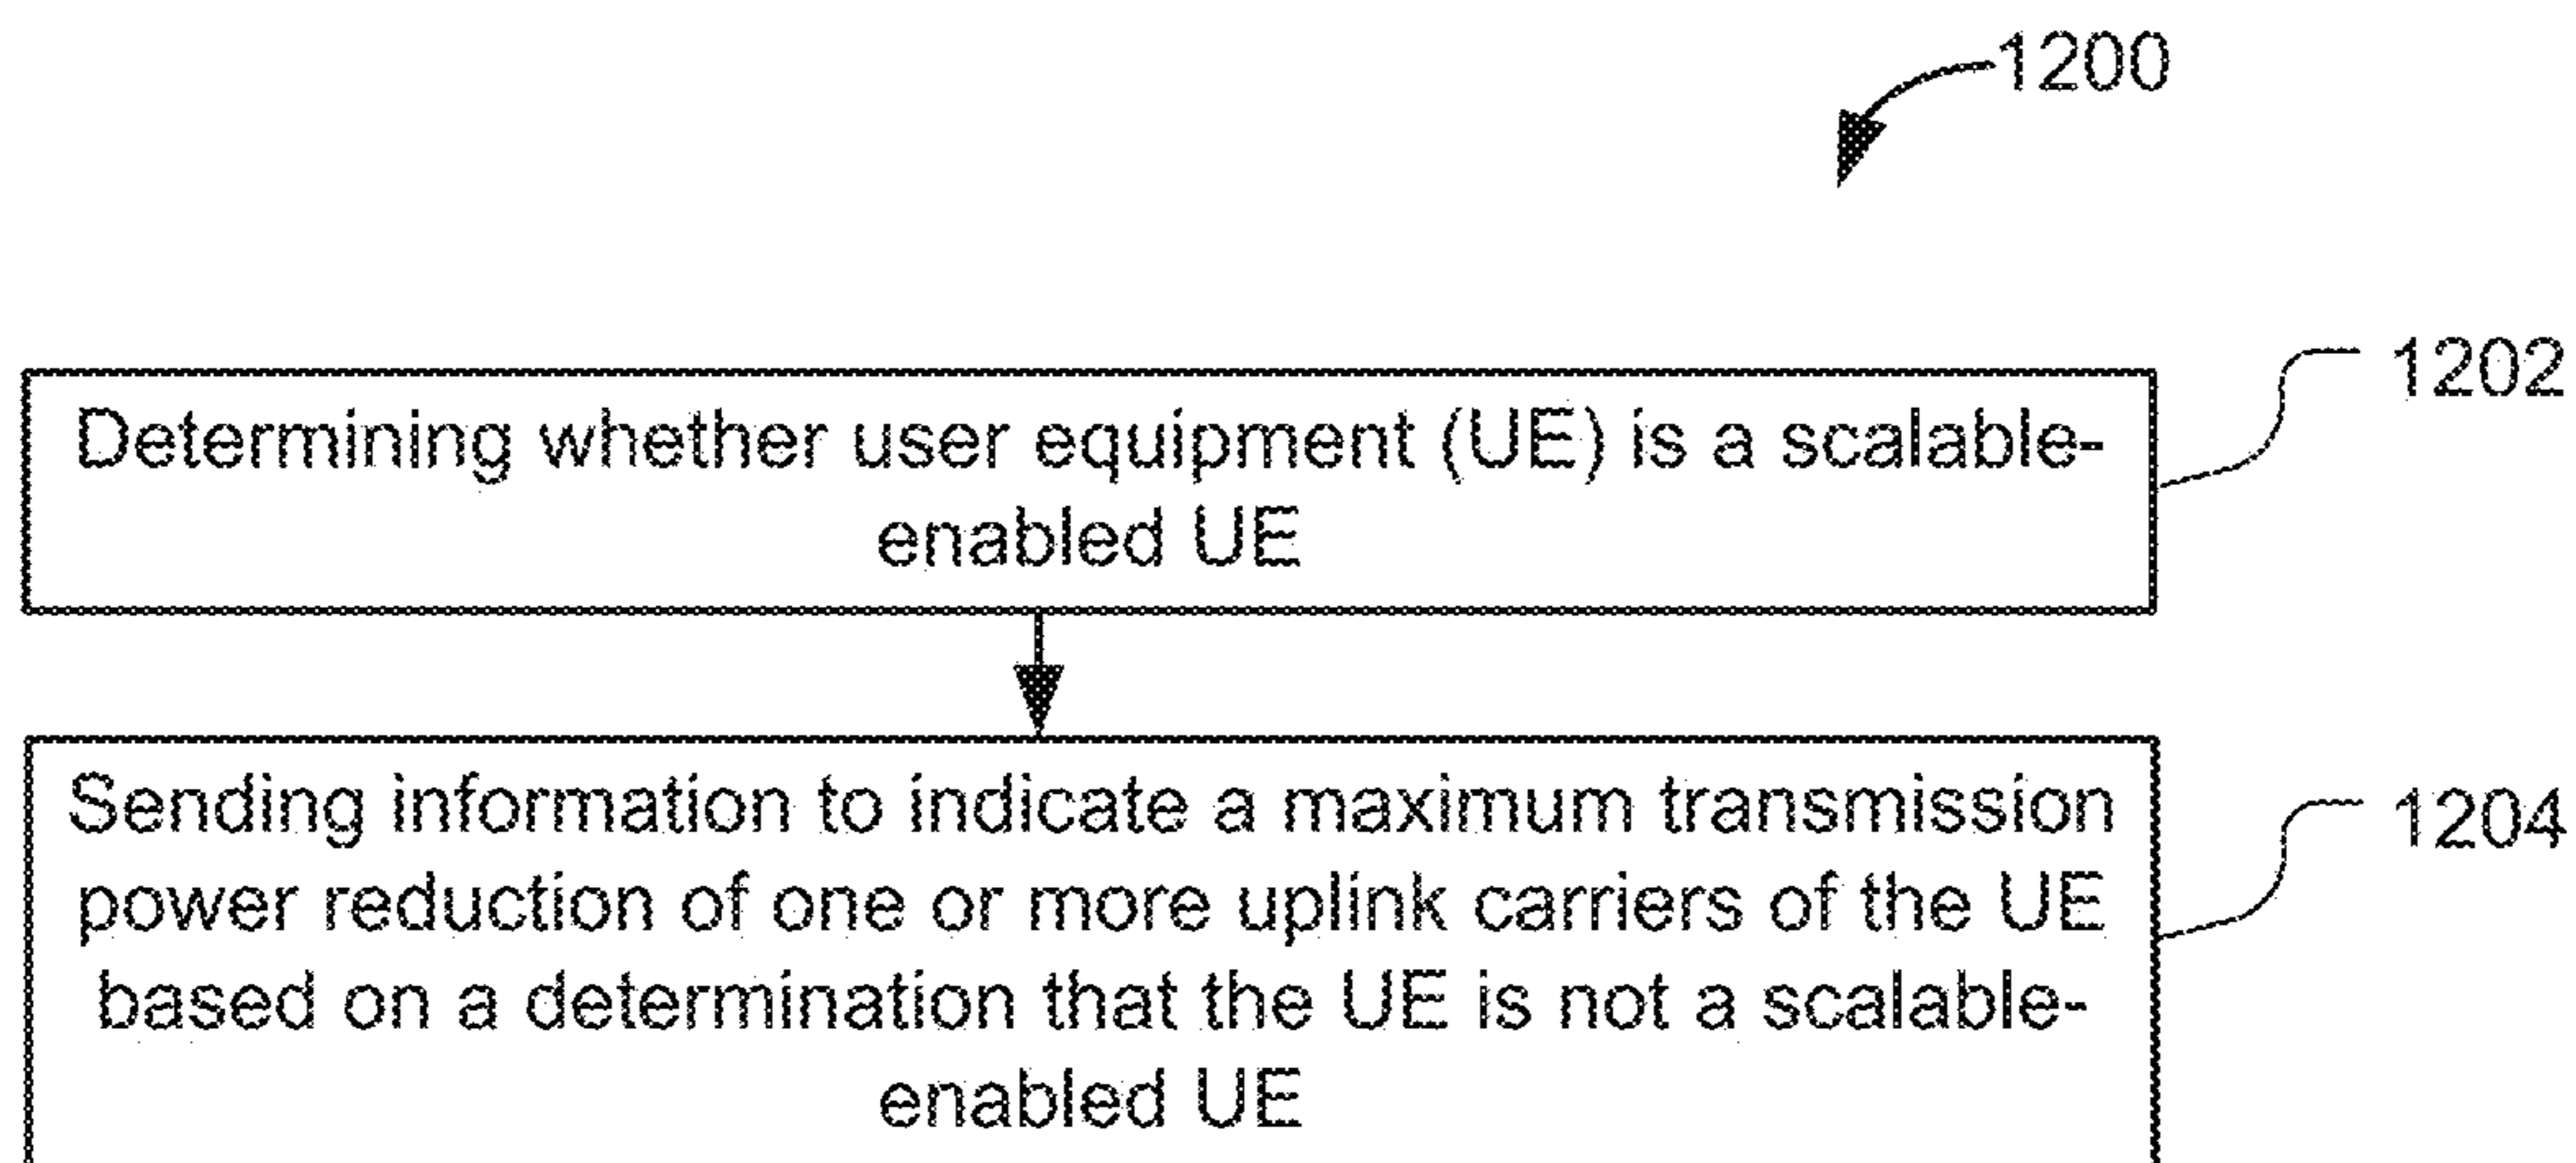 1200
1202
Determining whether user equipment (UE) is a scalable-
enabled UE
Sending information to indicate a maximum transmission
1204
power reduction of one or more uplink carriers of the UE
based on a determination that the UE is not a scalable-
enabled UE